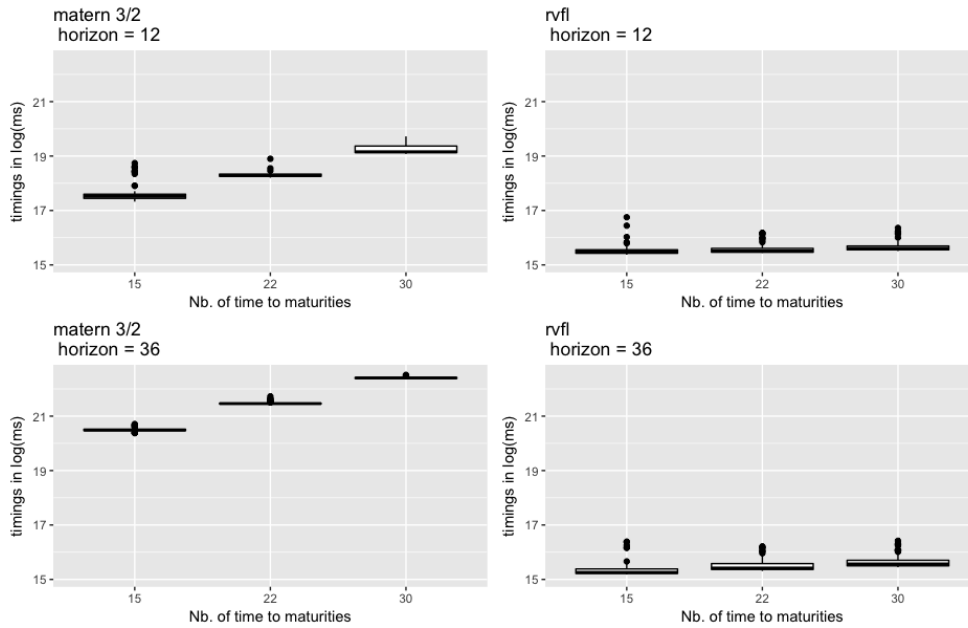 matern 3/2
horizon = 12
timings in log(ms)
21
19
17
15
15
22
30
Nb. of time to maturities
rvfl
horizon = 12
timings in log(ms)
21
19
17
15
15
22
30
Nb. of time to maturities
matern 3/2
horizon = 36
timings in log(ms)
21
19
17
15
15
22
30
Nb. of time to maturities
rvfl
horizon = 36
timings in log(ms)
21
19
17
15
15
22
30
Nb. of time to maturities